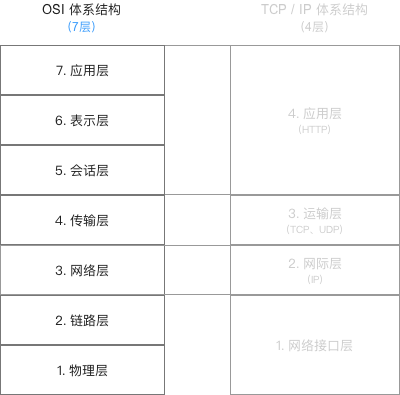 OSI 体系结构
(7层)
TCP / IP 体系结构
(4层)
7. 应用层
6. 表示层
5. 会话层
4. 传输层
3. 网络层
2. 链路层
1. 物理层
4. 应用层
(HTTP)
3. 运输层
(TCP、UDP)
2. 网际层
(IP)
1. 网络接口层